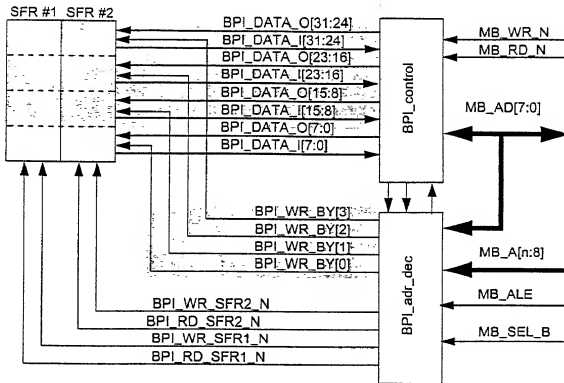 SFR #1 SFR #2
BPI_DATA_O[31:24]
BPI_DATA_I[31:24]
BPI_DATA_O[23:16]
BPI_DATA_I[23:16]
BPI_DATA_O[15:8]
BPI_DATA_I[15:8]
BPI_DATA_O[7:0]
BPI_DATA_I[7:0]
BPI_control
MB_WR_N
MB_RD_N
MB_AD[7:0]
BPI_WR_BY[3]
BPI_WR_BY[2]
BPI_WR_BY[1]
BPI_WR_BY[0]
BPI_adr_dec
MB_A[n:8]
MB_ALE
MB_SEL_B
BPI_WR_SFR2_N
BPI_RD_SFR2_N
BPI_WR_SFR1_N
BPI_RD_SFR1_N